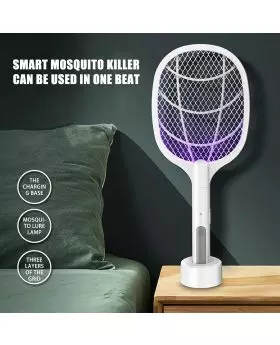 SMART MOSQUITO KILLER
CAN BE USED IN ONE BEAT
THE
CHARGIN
G BASE
MOSQUI-
TO LURE
LAMP
THREE
LAYERS
OF THE
GRID